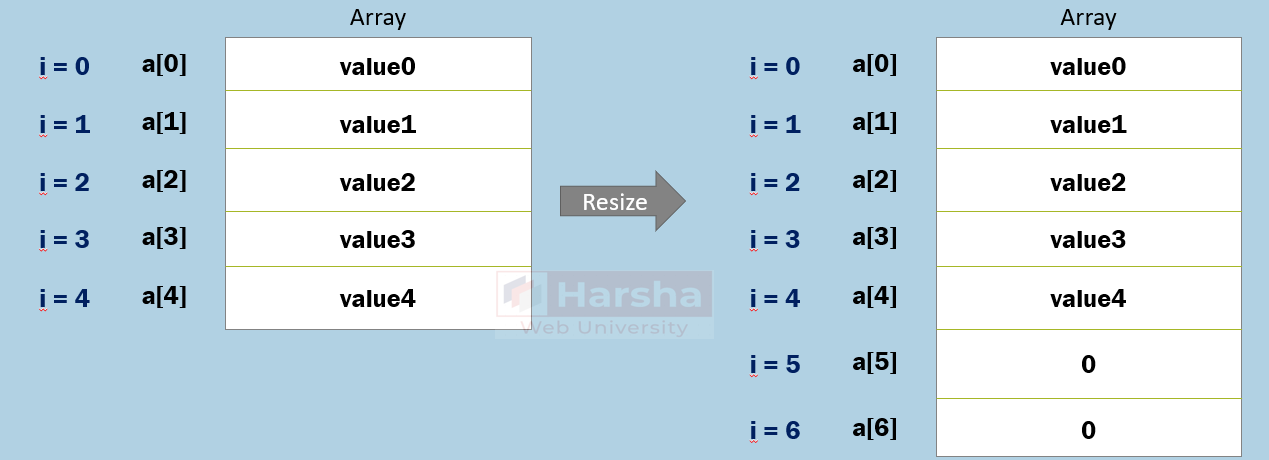 Array
i = 0 a[0] value0
i = 1 a[1] value1
i = 2 a[2] value2
i = 3 a[3] value3
i = 4 a[4] value4
Resize
Array
i = 0 a[0] value0
i = 1 a[1] value1
i = 2 a[2] value2
i = 3 a[3] value3
i = 4 a[4] value4
i = 5 a[5] 0
i = 6 a[6] 0
Harsha
Web University